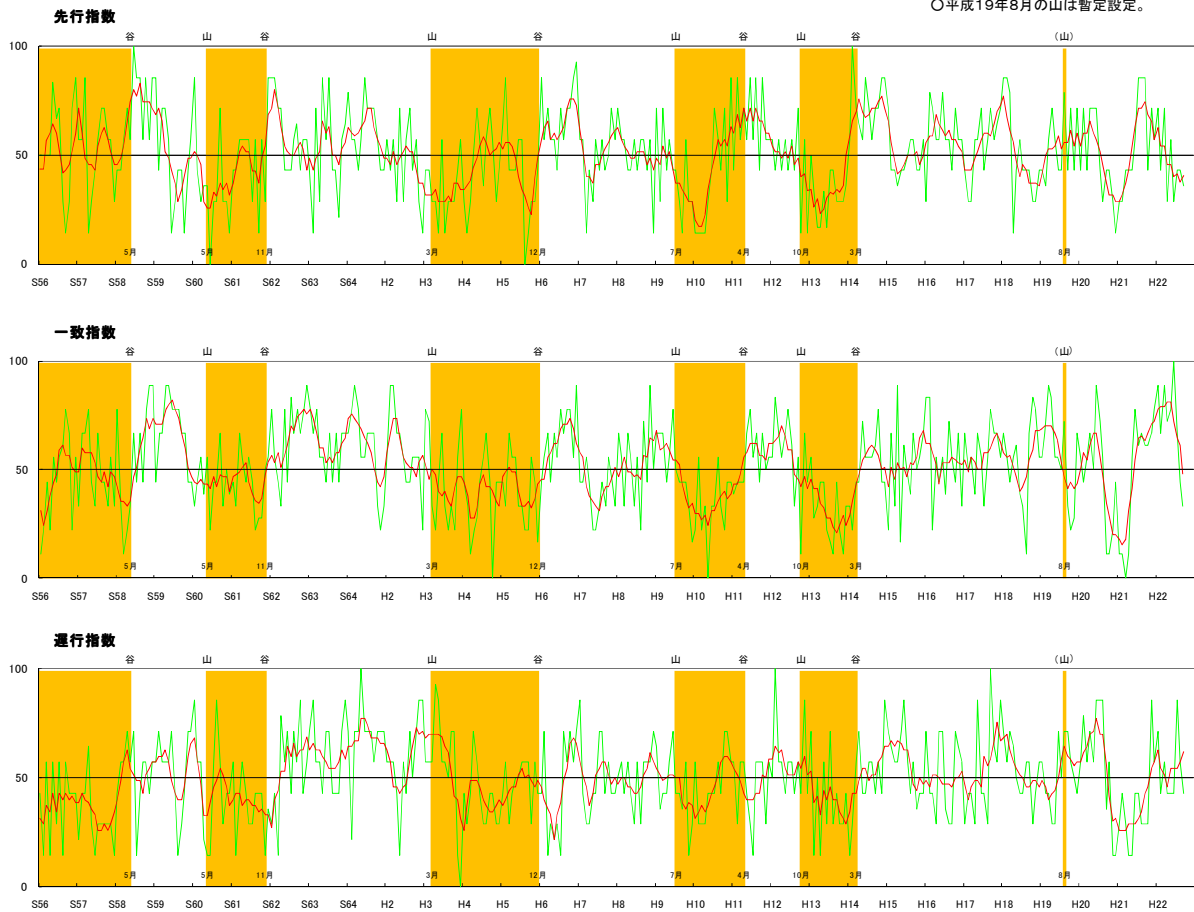 〇平成19年8月の山は暫定設定。
先行指数
谷 山 谷 山 谷 山 谷 山 谷 (山)
100
50
0
5月 5月 11月 3月 12月 7月 4月 10月 3月 8月
S56 S57 S58 S59 S60 S61 S62 S63 S64 H2 H3 H4 H5 H6 H7 H8 H9 H10 H11 H12 H13 H14 H15 H16 H17 H18 H19 H20 H21 H22
一致指数
谷 山 谷 山 谷 山 谷 山 谷 (山)
100
50
0
5月 5月 11月 3月 12月 7月 4月 10月 3月 8月
S56 S57 S58 S59 S60 S61 S62 S63 S64 H2 H3 H4 H5 H6 H7 H8 H9 H10 H11 H12 H13 H14 H15 H16 H17 H18 H19 H20 H21 H22
遅行指数
谷 山 谷 山 谷 山 谷 山 谷 (山)
100
50
0
5月 5月 11月 3月 12月 7月 4月 10月 3月 8月
S56 S57 S58 S59 S60 S61 S62 S63 S64 H2 H3 H4 H5 H6 H7 H8 H9 H10 H11 H12 H13 H14 H15 H16 H17 H18 H19 H20 H21 H22